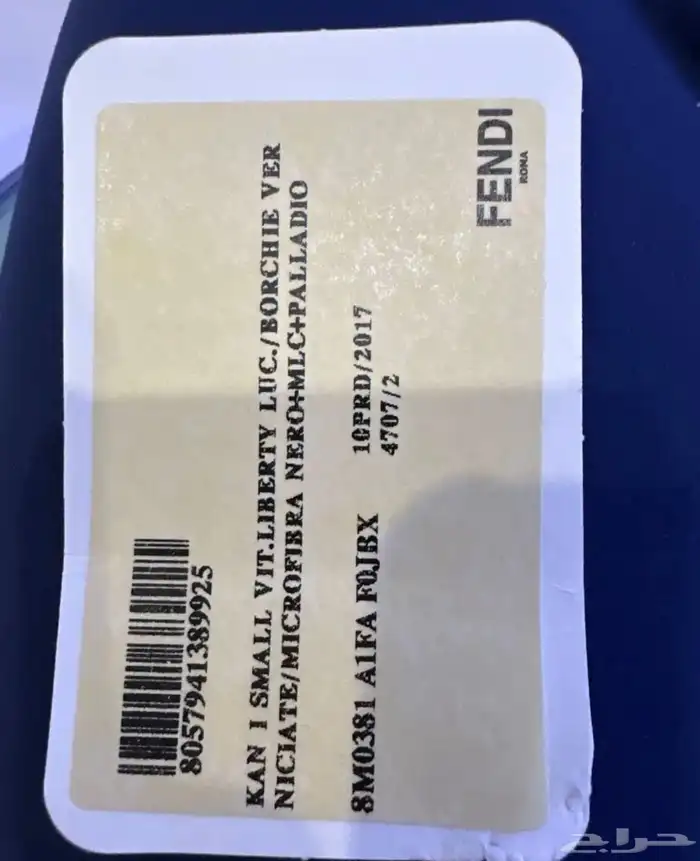 FENDI
ROMA
8057941389925
KAN I SMALL VIT.LIBERTY LUC./BORCHIE VER
NICIATE/MICROFIBRA NERO+MLC+PALLADIO
8M0381 A1FA F0JBX 10PRD/2017
4707/2
حراج